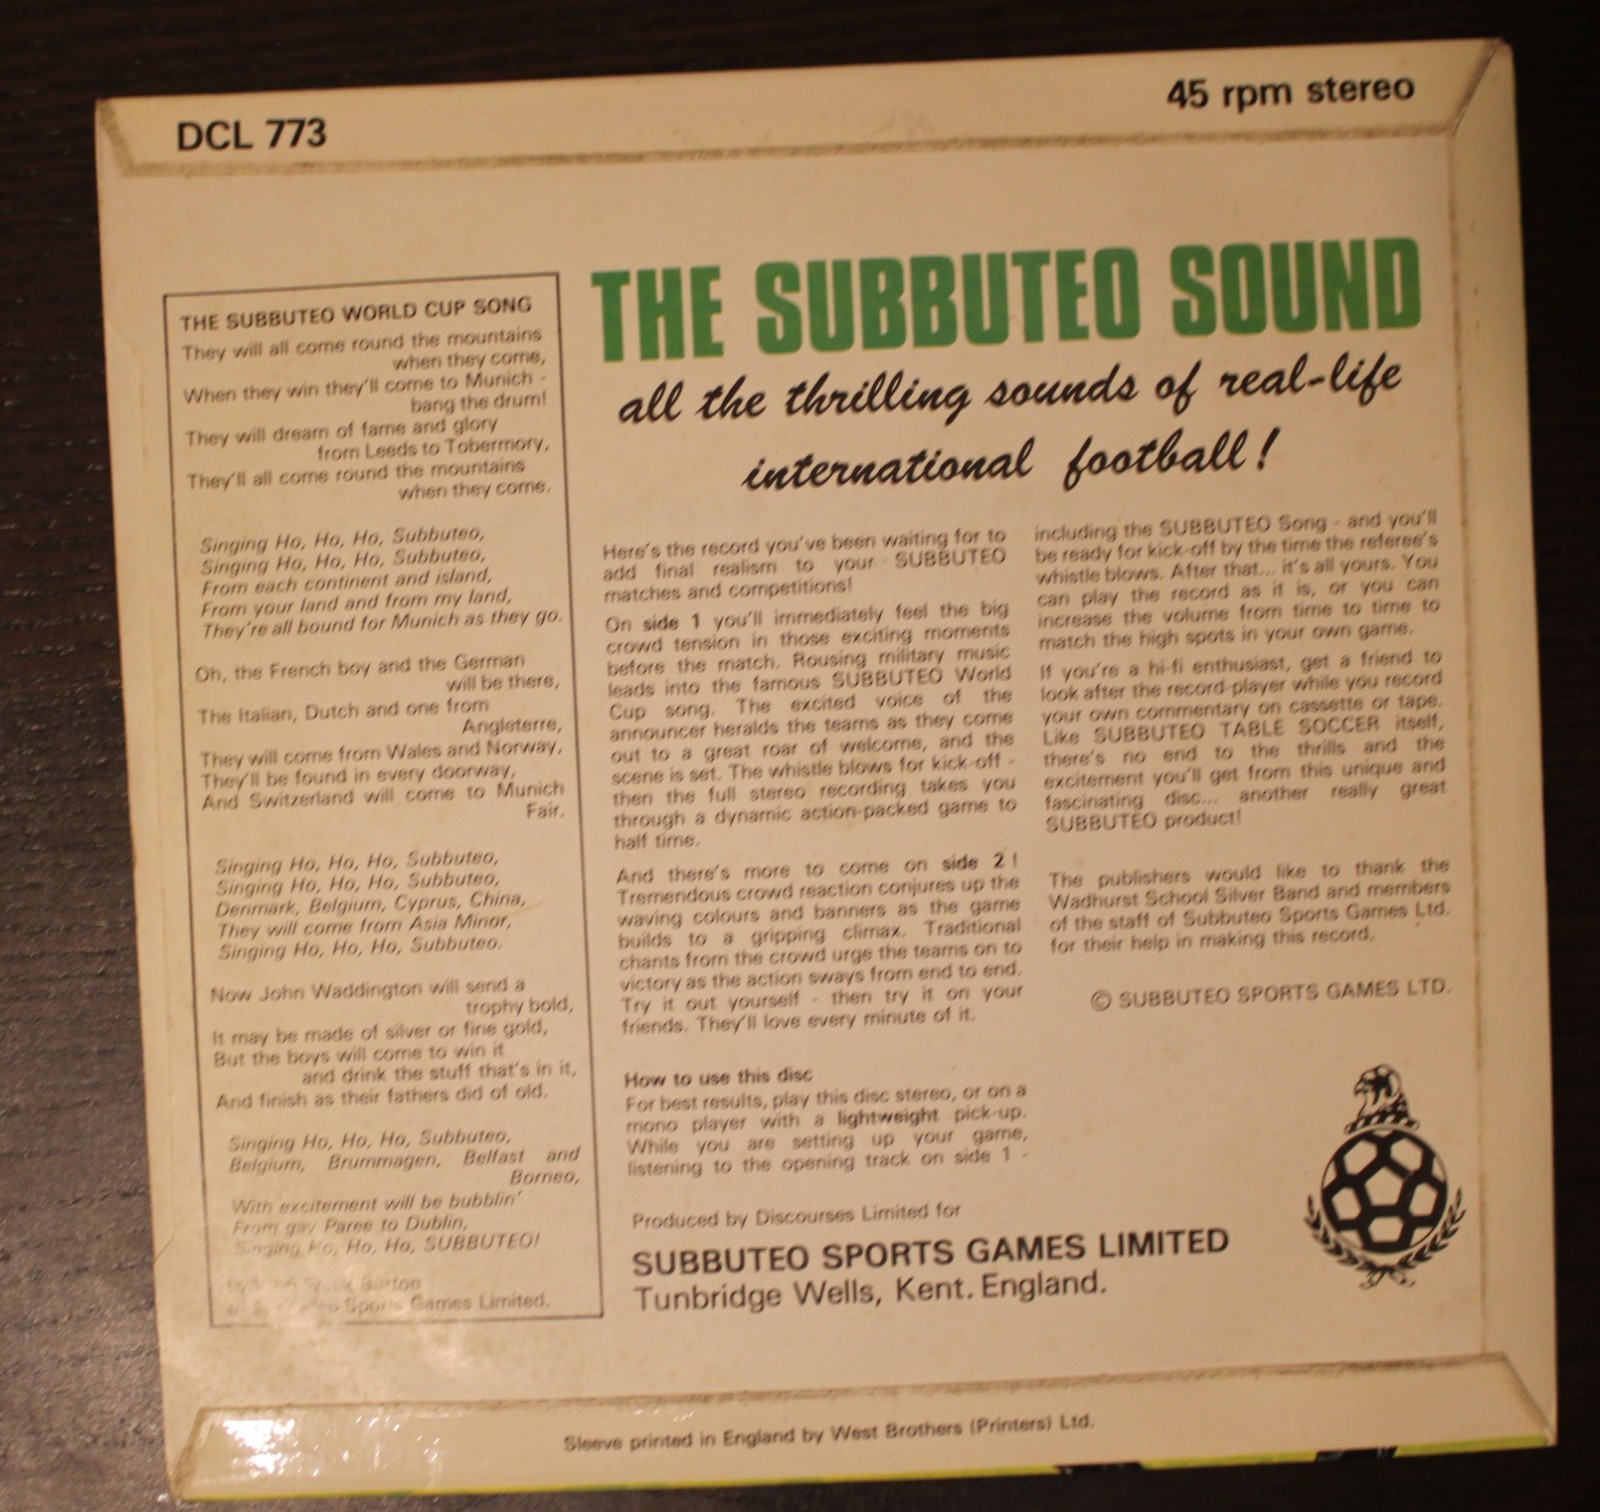 DCL 773
45 rpm stereo
THE SUBBUTEO WORLD CUP SONG
They will all come round the mountains
when they come,
When they win they'll come to Munich -
bang the drum!
They will dream of fame and glory
from Leeds to Tobermory,
They'll all come round the mountains
when they come.
Singing Ho, Ho, Ho, Subbuteo,
Singing Ho, Ho, Ho, Subbuteo,
From each continent and island,
From your land and from my land,
They're all bound for Munich as they go.
Oh, the French boy and the German
will be there,
The Italian, Dutch and one from
Angleterre,
They will come from Wales and Norway,
They'll be found in every doorway,
And Switzerland will come to Munich
Fair.
Singing Ho, Ho, Ho, Subbuteo,
Singing Ho, Ho, Ho, Subbuteo,
Denmark, Belgium, Cyprus, China,
They will come from Asia Minor,
Singing Ho, Ho, Ho, Subbuteo.
Now John Waddington will send a
trophy bold,
It may be made of silver or fine gold,
But the boys will come to win it
and drink the stuff that's in it,
And finish as their fathers did of old.
Singing Ho, Ho, Ho, Subbuteo,
Belgium, Brummagen, Belfast and
Borneo,
With excitement will be bubblin'
From gay Paree to Dublin,
Singing Ho, Ho, Ho, SUBBUTEO!
Barton
Sports Games Limited.
THE SUBBUTEO SOUND
all the thrilling sounds of real-life
international football!
Here's the record you've been waiting for to
add final realism to your SUBBUTEO
matches and competitions!
On side 1 you'll immediately feel the big
crowd tension in those exciting moments
before the match. Rousing military music
leads into the famous SUBBUTEO World
Cup song. The excited voice of the
announcer heralds the teams as they come
out to a great roar of welcome, and the
scene is set. The whistle blows for kick-off -
then the full stereo recording takes you
through a dynamic action-packed game to
half time.
And there's more to come on side 2!
Tremendous crowd reaction conjures up the
waving colours and banners as the game
builds to a gripping climax. Traditional
chants from the crowd urge the teams on to
victory as the action sways from end to end.
Try it out yourself - then try it on your
friends. They'll love every minute of it.
How to use this disc
For best results, play this disc stereo, or on a
mono player with a lightweight pick-up.
While you are setting up your game,
listening to the opening track on side 1 -
including the SUBBUTEO Song - and you'll
be ready for kick-off by the time the referee's
whistle blows. After that... it's all yours. You
can play the record as it is, or you can
increase the volume from time to time to
match the high spots in your own game.
If you're a hi-fi enthusiast, get a friend to
look after the record-player while you record
your own commentary on cassette or tape.
Like SUBBUTEO TABLE SOCCER itself,
there's no end to the thrills and the
excitement you'll get from this unique and
fascinating disc... another really great
SUBBUTEO product!
The publishers would like to thank the
Wadhurst School Silver Band and members
of the staff of Subbuteo Sports Games Ltd.
for their help in making this record.
© SUBBUTEO SPORTS GAMES LTD.
Produced by Discourses Limited for
SUBBUTEO SPORTS GAMES LIMITED
Tunbridge Wells, Kent. England.
Sleeve printed in England by West Brothers (Printers) Ltd.